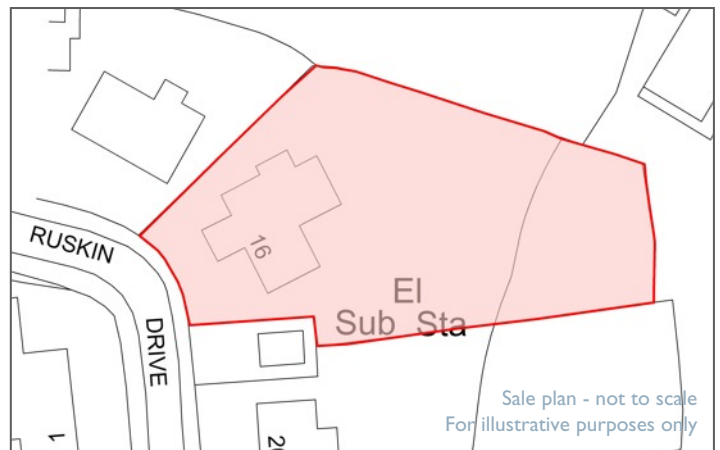 RUSKIN
DRIVE
16
El
Sub Sta
Sale plan - not to scale
For illustrative purposes only